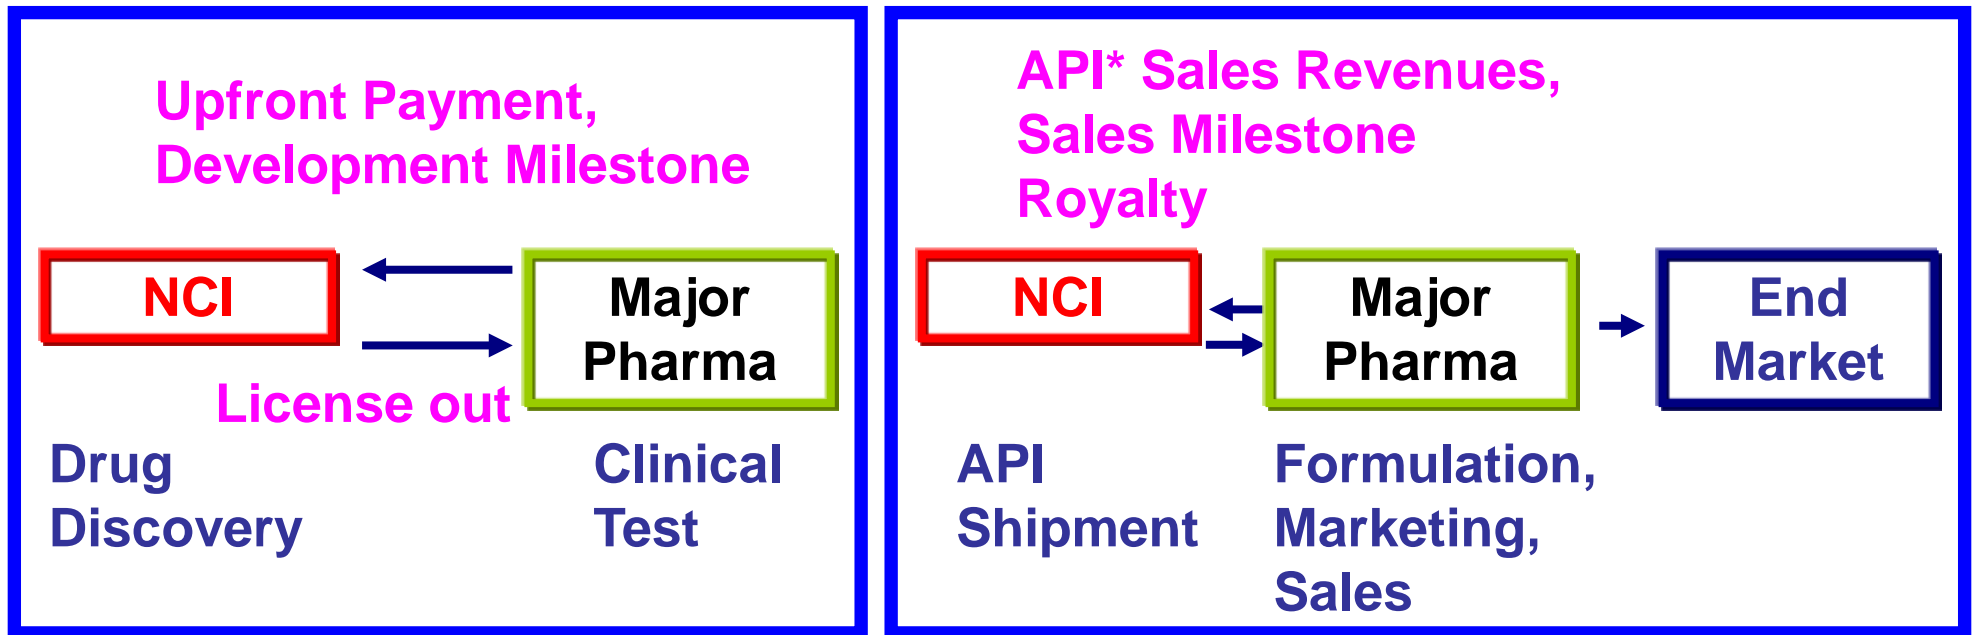 Upfront Payment,
Development Milestone
NCI
Major
Pharma
License out
Drug
Discovery
Clinical
Test
API* Sales Revenues,
Sales Milestone
Royalty
NCI
Major
Pharma
End
Market
API
Shipment
Formulation,
Marketing,
Sales